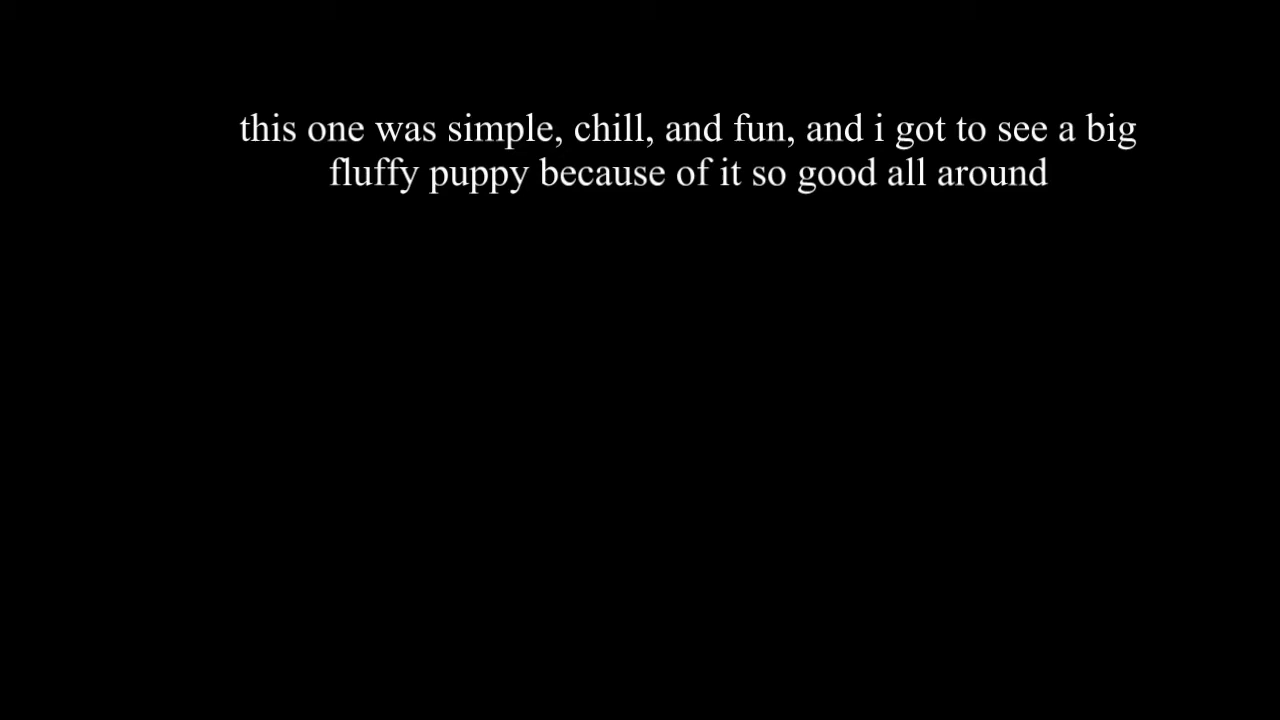 this one was simple, chill, and fun, and i got to see a big
fluffy puppy because of it so good all around